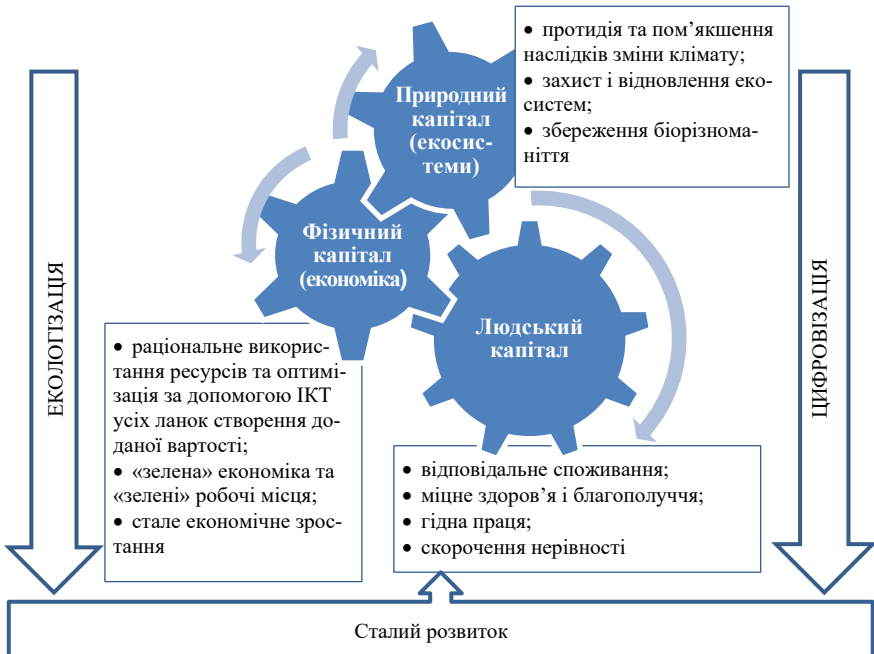 • протидія та пом’якшення
наслідків зміни клімату;
• захист і відновлення еко-
систем;
• збереження біорізнома-
ніття
Природний
капітал
(екосис-
теми)
Фізичний
капітал
(економіка)
Людський
капітал
ЕКОЛОГІЗАЦІЯ
ЦИФРОВІЗАЦІЯ
• раціональне викорис-
тання ресурсів та оптимі-
зація за допомогою ІКТ
усіх ланок створення до-
даної вартості;
• «зелена» економіка та
«зелені» робочі місця;
• стале економічне зрос-
тання
• відповідальне споживання;
• міцне здоров’я і благополуччя;
• гідна праця;
• скорочення нерівності
Сталий розвиток